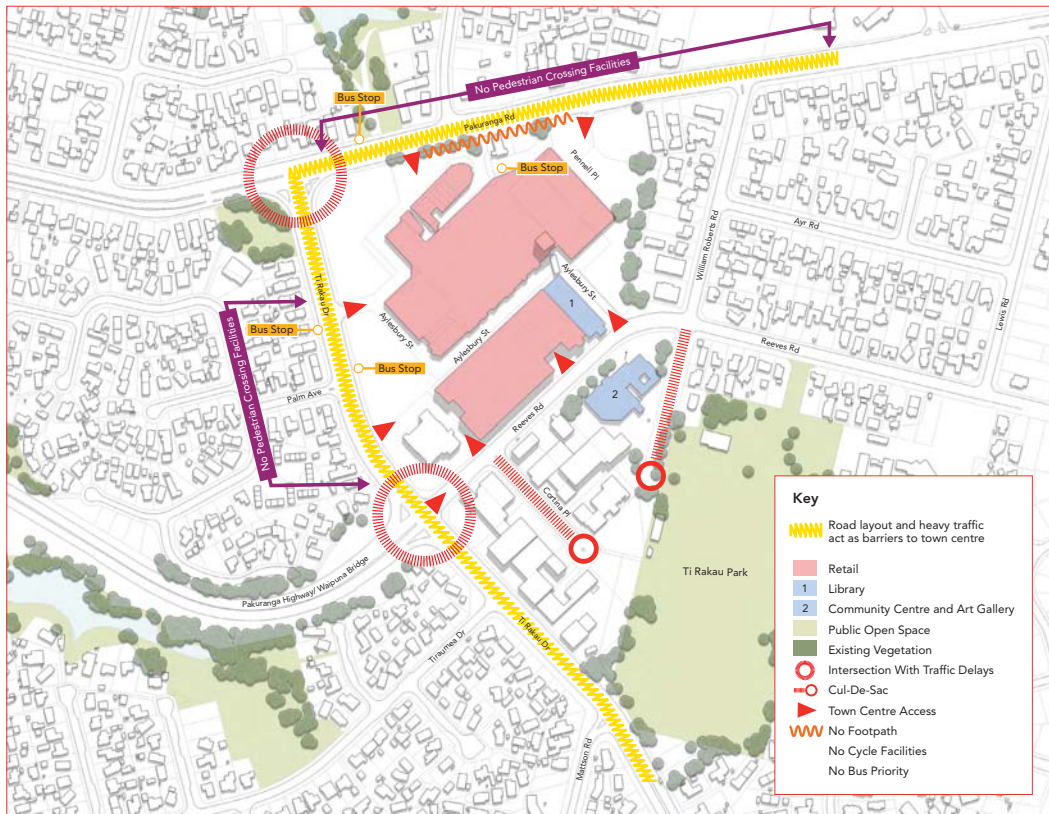 No Pedestrian Crossing Facilities
Bus Stop
Pakuranga Rd
Bus Stop
Pennell Pl
William Roberts Rd
Ayr Rd
Lewis Rd
Ti Rakau Dr
Aylesbury St
1
No Pedestrian Crossing Facilities
Bus Stop
Aylesbury St
Aylesbury St
Reeves Rd
Bus Stop
2
Palm Ave
Reeves Rd
Cortina Pl
Ti Rakau Park
Pakuranga Highway/ Waipuna Bridge
Tiraumea Dr
Ti Rakau Dr
Mattson Rd
Key
Road layout and heavy traffic
act as barriers to town centre
Retail
1 Library
2 Community Centre and Art Gallery
Public Open Space
Existing Vegetation
Intersection With Traffic Delays
Cul-De-Sac
Town Centre Access
No Footpath
No Cycle Facilities
No Bus Priority